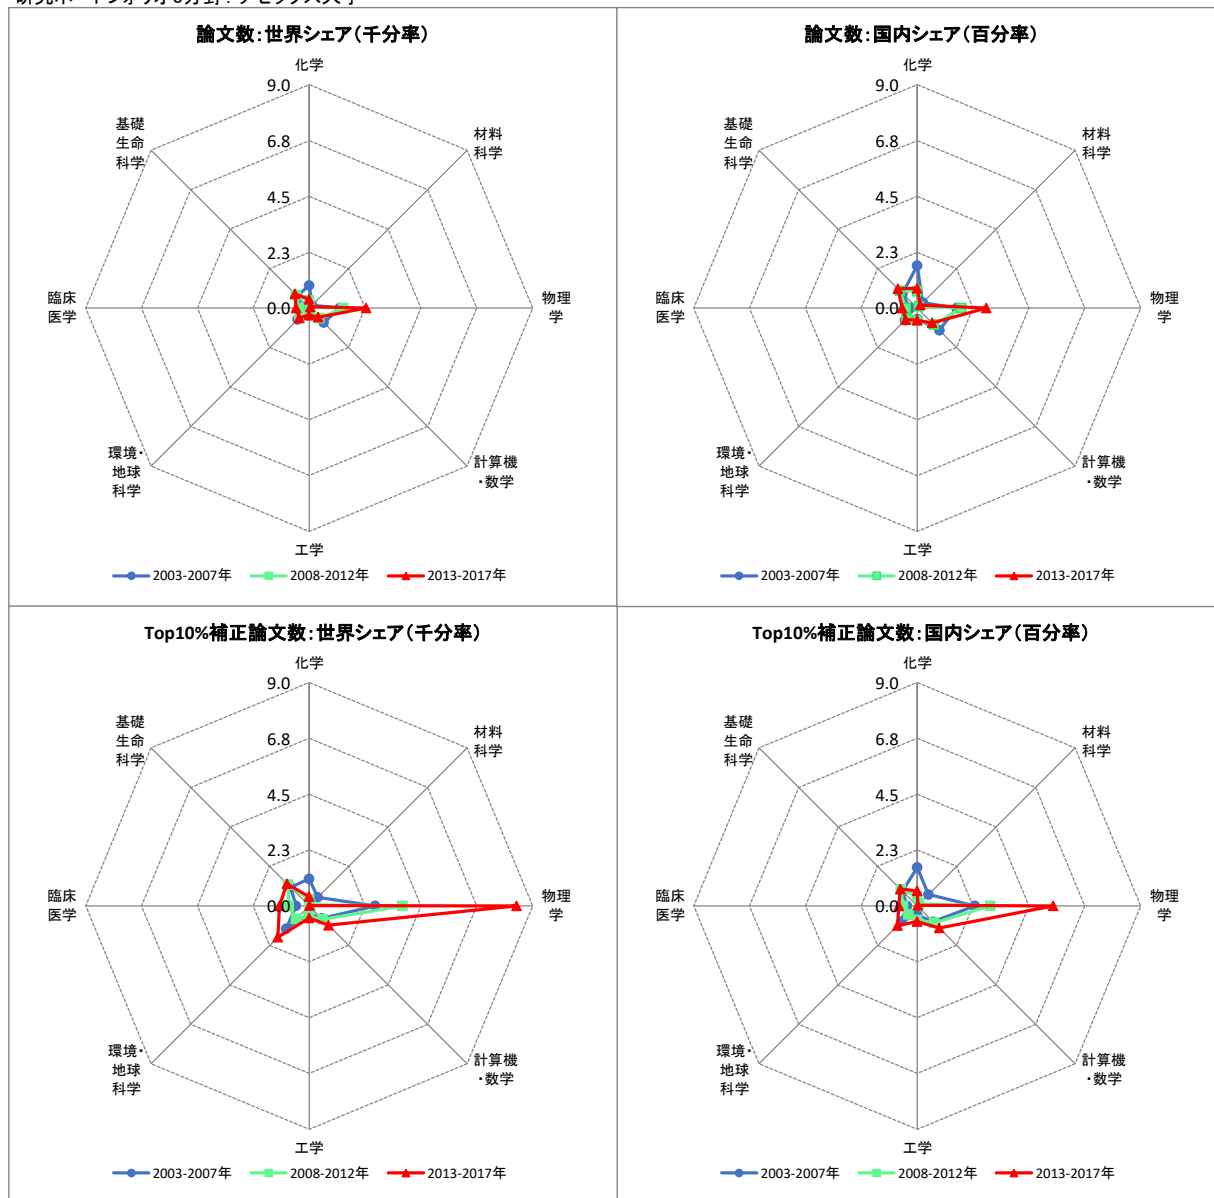 論文数：世界シェア（千分率）
化学
9.0
6.8
4.5
2.3
0.0
材料
科学
物理
学
計算機
・数学
工学
環境・
地球
科学
臨床
医学
基礎
生命
科学
2003-2007年 2008-2012年 2013-2017年
論文数：国内シェア（百分率）
化学
9.0
6.8
4.5
2.3
0.0
材料
科学
物理
学
計算機
・数学
工学
環境・
地球
科学
臨床
医学
基礎
生命
科学
2003-2007年 2008-2012年 2013-2017年
Top10%補正論文数：世界シェア（千分率）
化学
9.0
6.8
4.5
2.3
0.0
材料
科学
物理
学
計算機
・数学
工学
環境・
地球
科学
臨床
医学
基礎
生命
科学
2003-2007年 2008-2012年 2013-2017年
Top10%補正論文数：国内シェア（百分率）
化学
9.0
6.8
4.5
2.3
0.0
材料
科学
物理
学
計算機
・数学
工学
環境・
地球
科学
臨床
医学
基礎
生命
科学
2003-2007年 2008-2012年 2013-2017年